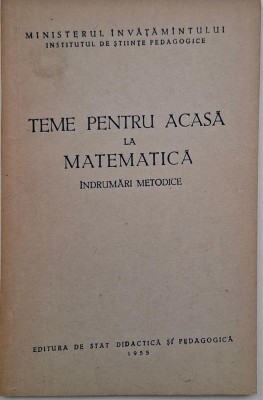 MINISTERUL ÎNVĂŢĂMÎNTULUI
INSTITUTUL DE ŞTIINŢE PEDAGOGICE
TEME PENTRU ACASĂ
LA
MATEMATICĂ
ÎNDRUMĂRI METODICE
EDITURA DE STAT DIDACTICĂ ŞI PEDAGOGICĂ
1955